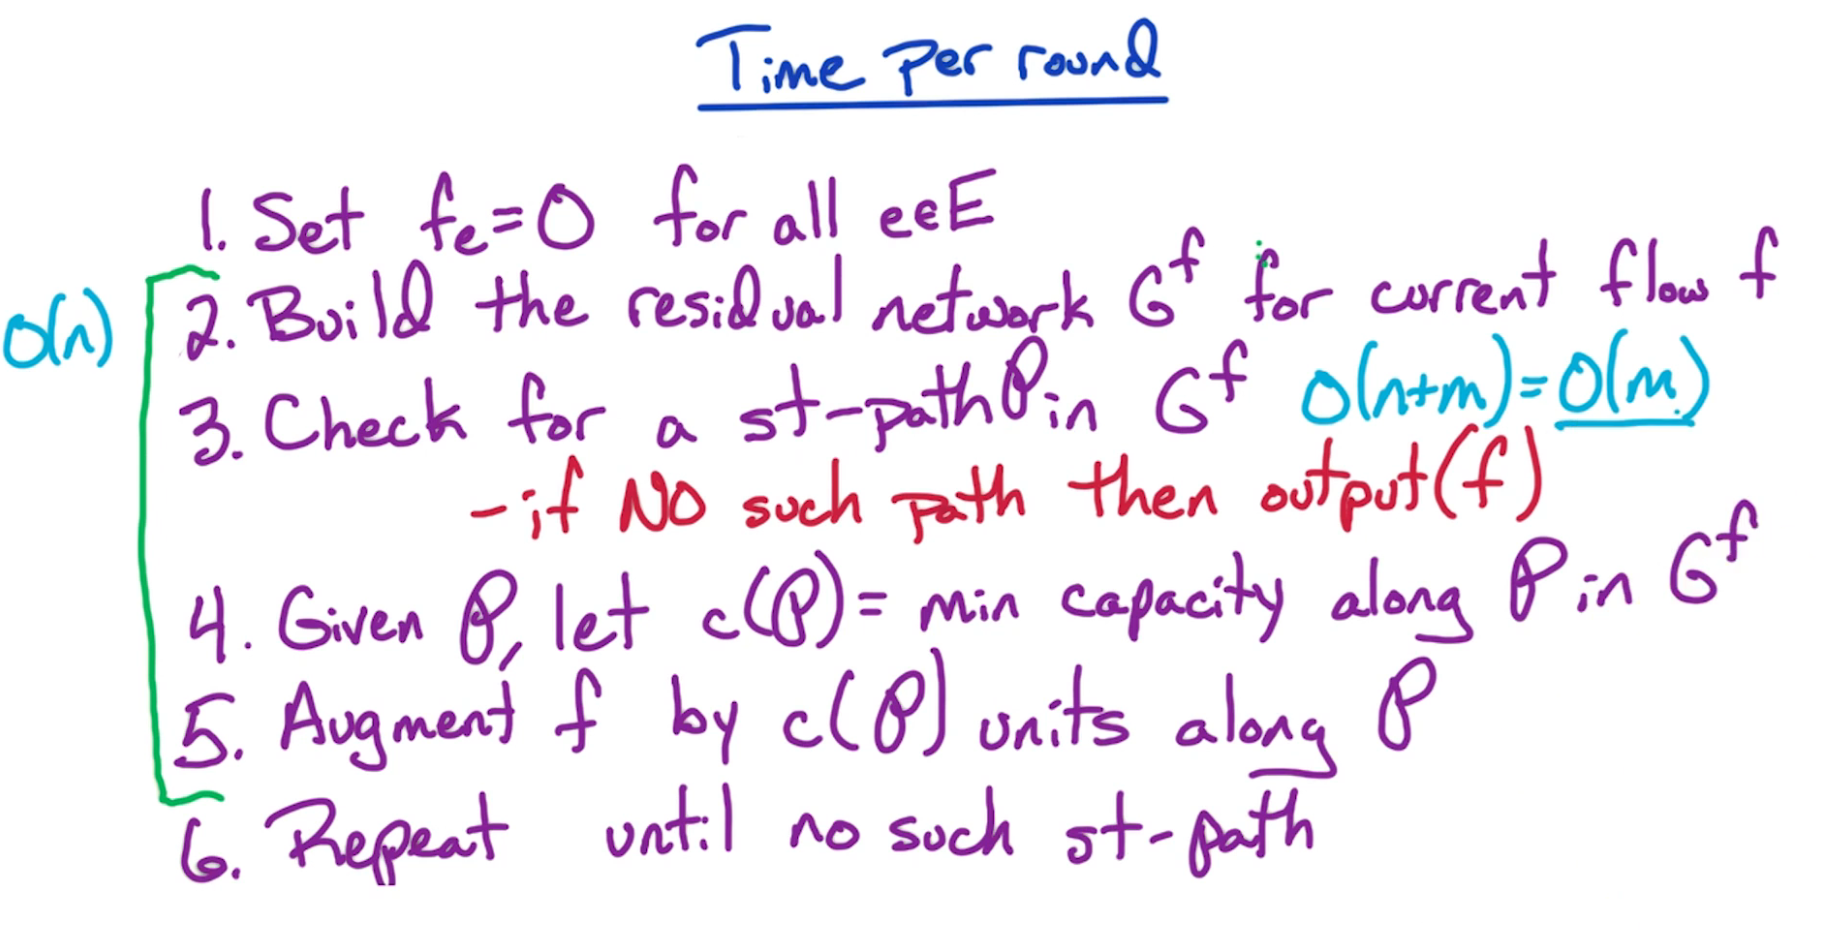 Time per round
1. Set fe=0 for all e∈E
2. Build the residual network G^f for current flow f
O(n)
3. Check for a st-path P in G^f O(n+m)=O(m)
-if NO such path then output(f)
4. Given P, let c(P)= min capacity along P in G^f
5. Augment f by c(P) units along P
6. Repeat until no such st-path